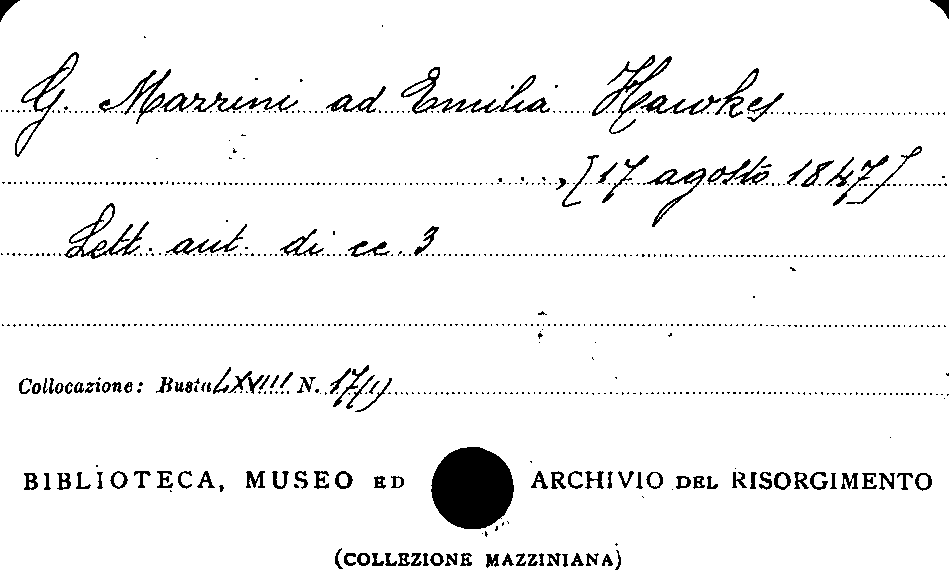 G. Mazzini ad Emilia Hawkes
..., [17 agosto 1847]
Lett. aut. di cc. 3
Collocazione: Busta LXVIII N. 17/1)
BIBLIOTECA, MUSEO ED ARCHIVIO DEL RISORGIMENTO
(COLLEZIONE MAZZINIANA)